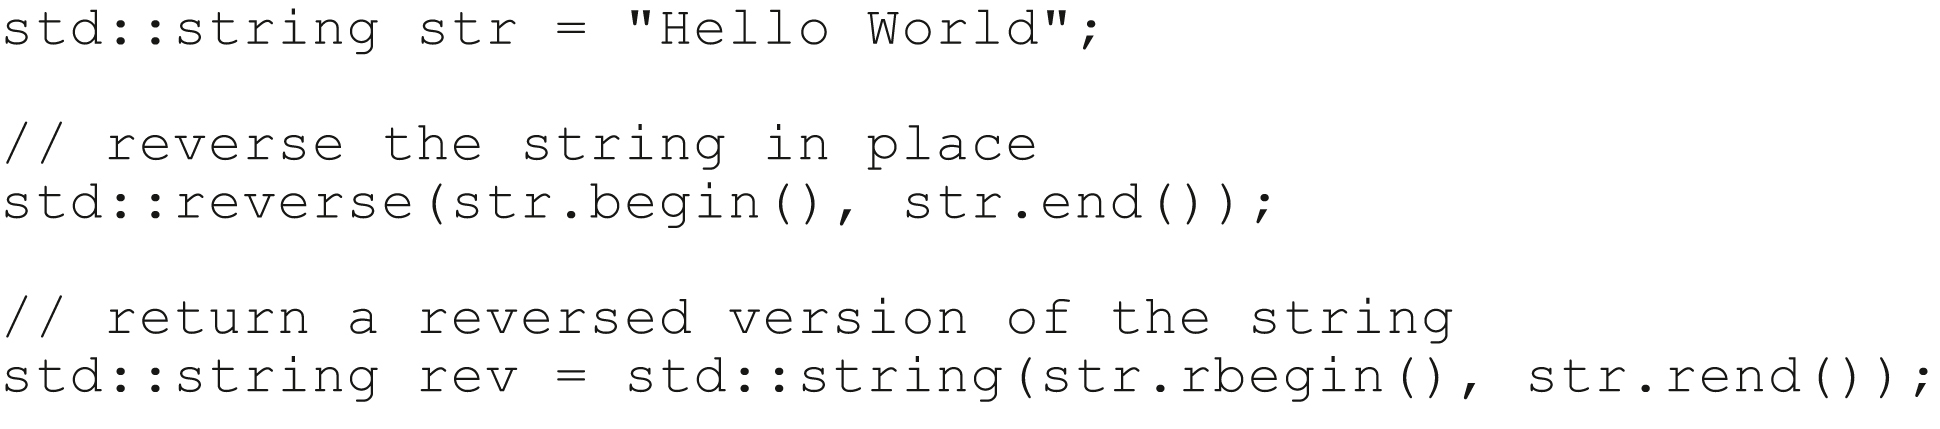 std::string str = "Hello World";
// reverse the string in place
std::reverse(str.begin(), str.end());
// return a reversed version of the string
std::string rev = std::string(str.rbegin(), str.rend());